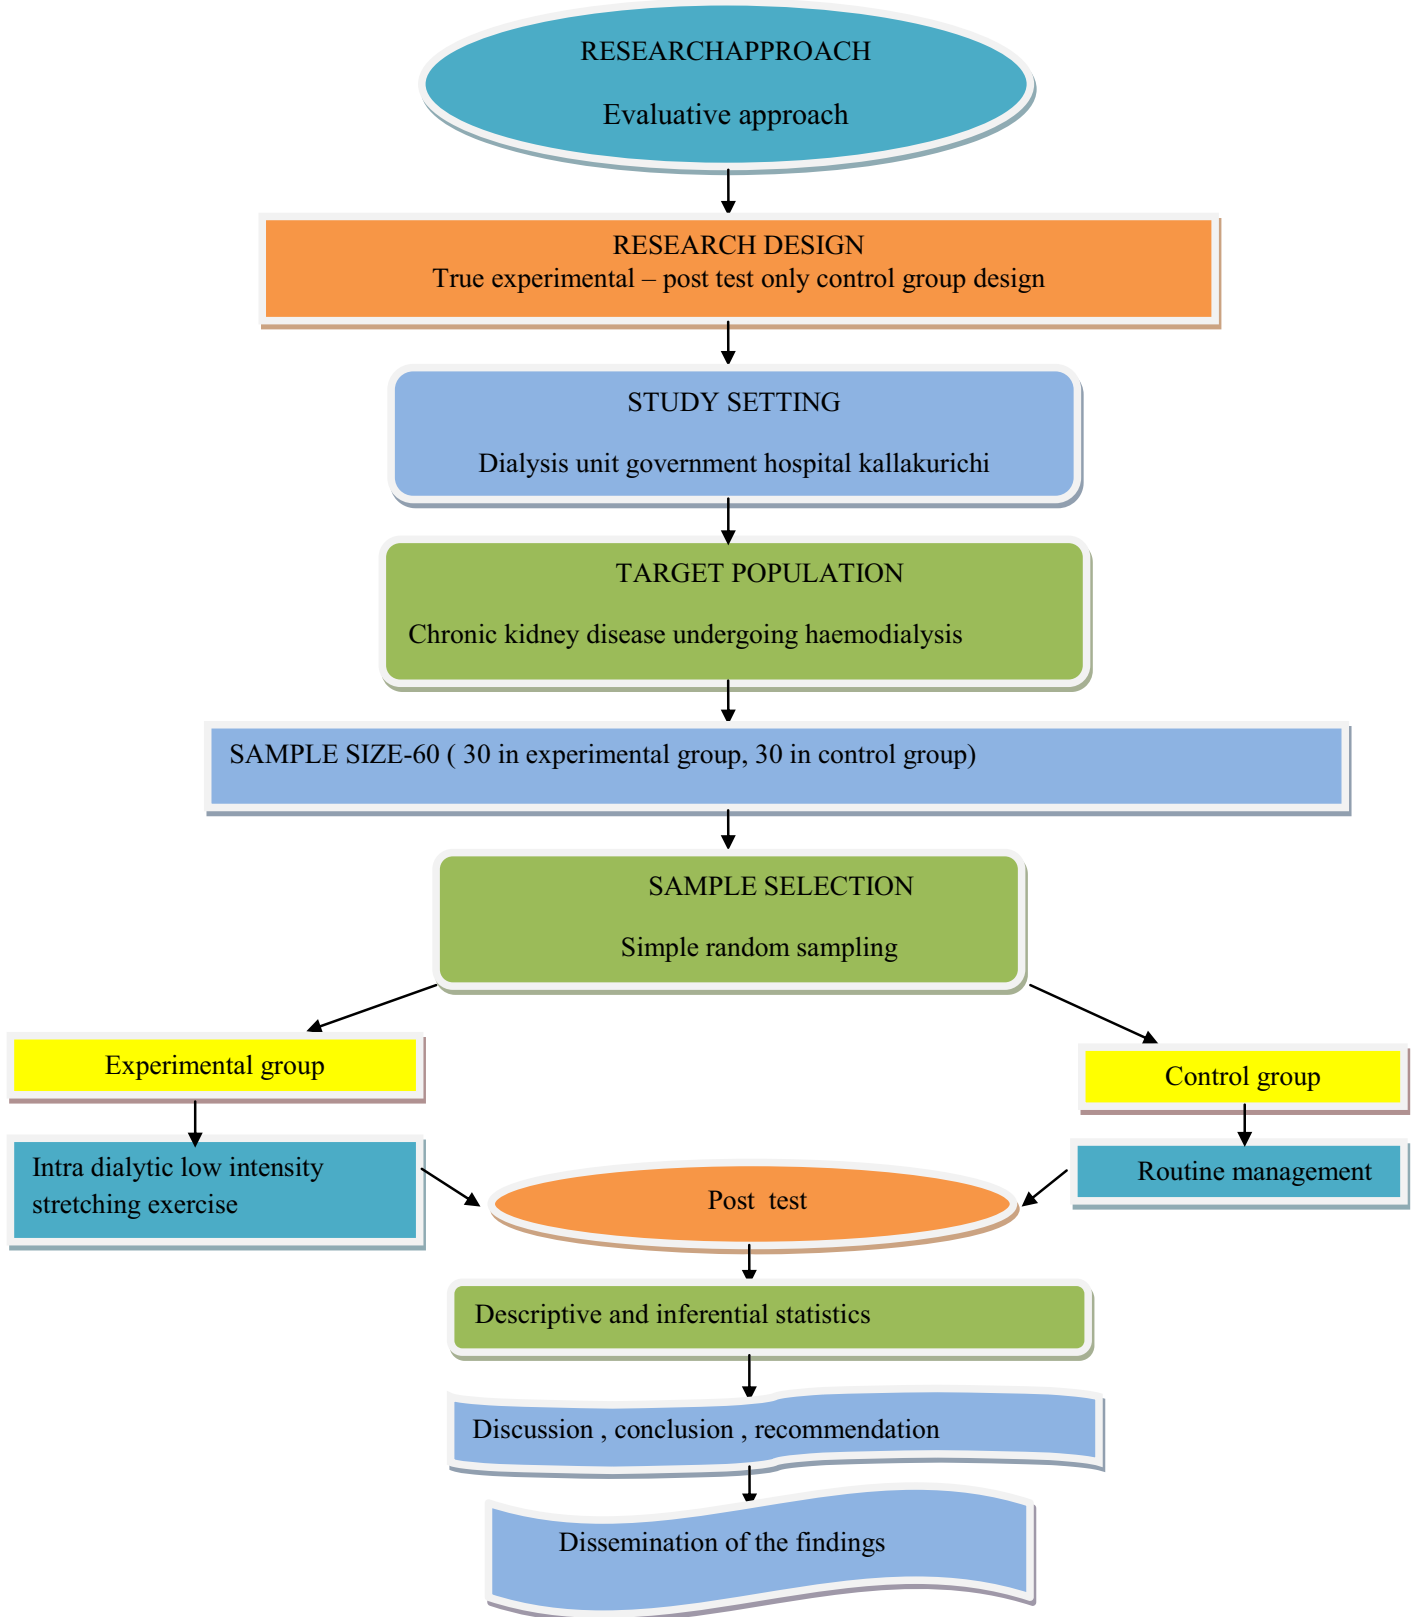 RESEARCHAPPROACH
Evaluative approach
RESEARCH DESIGN
True experimental – post test only control group design
STUDY SETTING
Dialysis unit government hospital kallakurichi
TARGET POPULATION
Chronic kidney disease undergoing haemodialysis
SAMPLE SIZE-60 ( 30 in experimental group, 30 in control group)
SAMPLE SELECTION
Simple random sampling
Experimental group
Control group
Intra dialytic low intensity
stretching exercise
Routine management
Post test
Descriptive and inferential statistics
Discussion , conclusion , recommendation
Dissemination of the findings